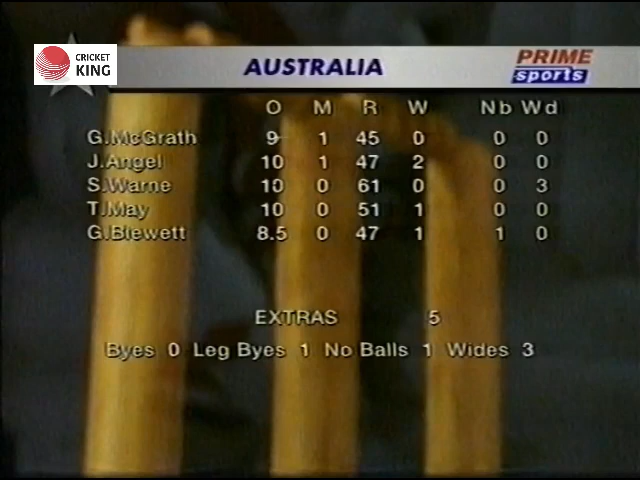 CRICKET
KING
AUSTRALIA
PRIME
sports
O M R W Nb Wd
G.McGrath 9 1 45 0 0 0
J.Angel 10 1 47 2 0 0
S.Warne 10 0 61 0 0 3
T.May 10 0 51 1 0 0
G.Blewett 8.5 0 47 1 1 0
EXTRAS 5
Byes 0 Leg Byes 1 No Balls 1 Wides 3